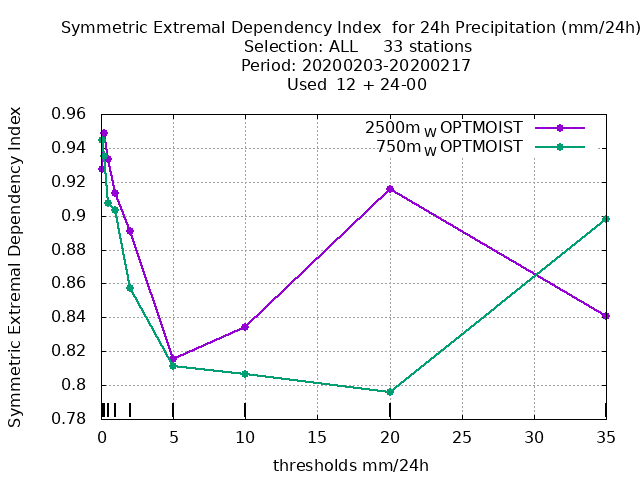 Symmetric Extremal Dependency Index  for 24h Precipitation (mm/24h)
Selection: ALL     33 stations
Period: 20200203-20200217
Used  12 + 24-00
Symmetric Extremal Dependency Index
0.96
0.94
0.92
0.9
0.88
0.86
0.84
0.82
0.8
0.78
2500m W OPTMOIST
750m W OPTMOIST
0 5 10 15 20 25 30 35
thresholds mm/24h